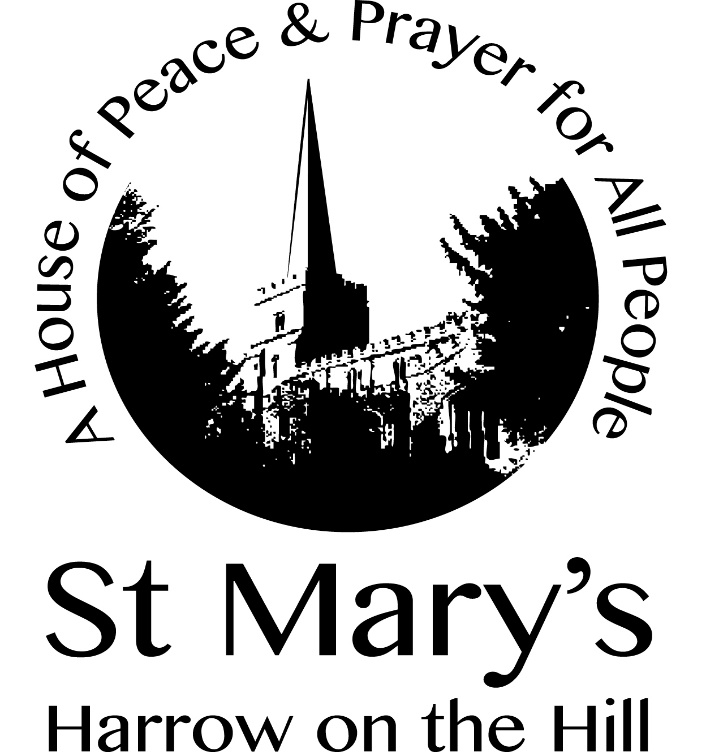 A House of Peace & Prayer for All People
St Mary’s
Harrow on the Hill